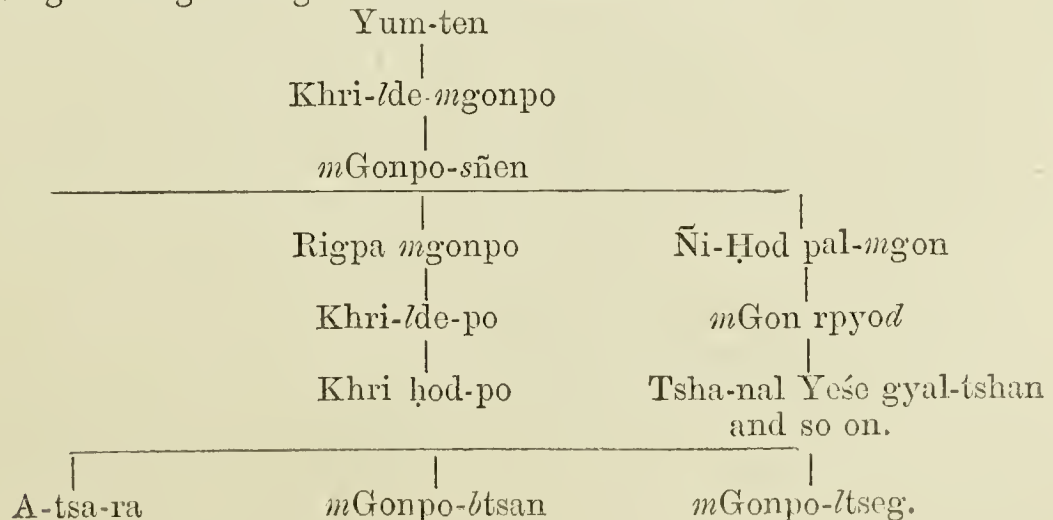 Yum-ten
Khri-lde-mgonpo
mGonpo-sñen
Rigpa mgonpo Ñi-Ḥod pal-mgon
Khri-lde-po mGon rpyod
Khri ḥod-po Tsha-nal Yeśe gyal-tshan
and so on.
A-tsa-ra mGonpo-btsan mGonpo-ltseg.